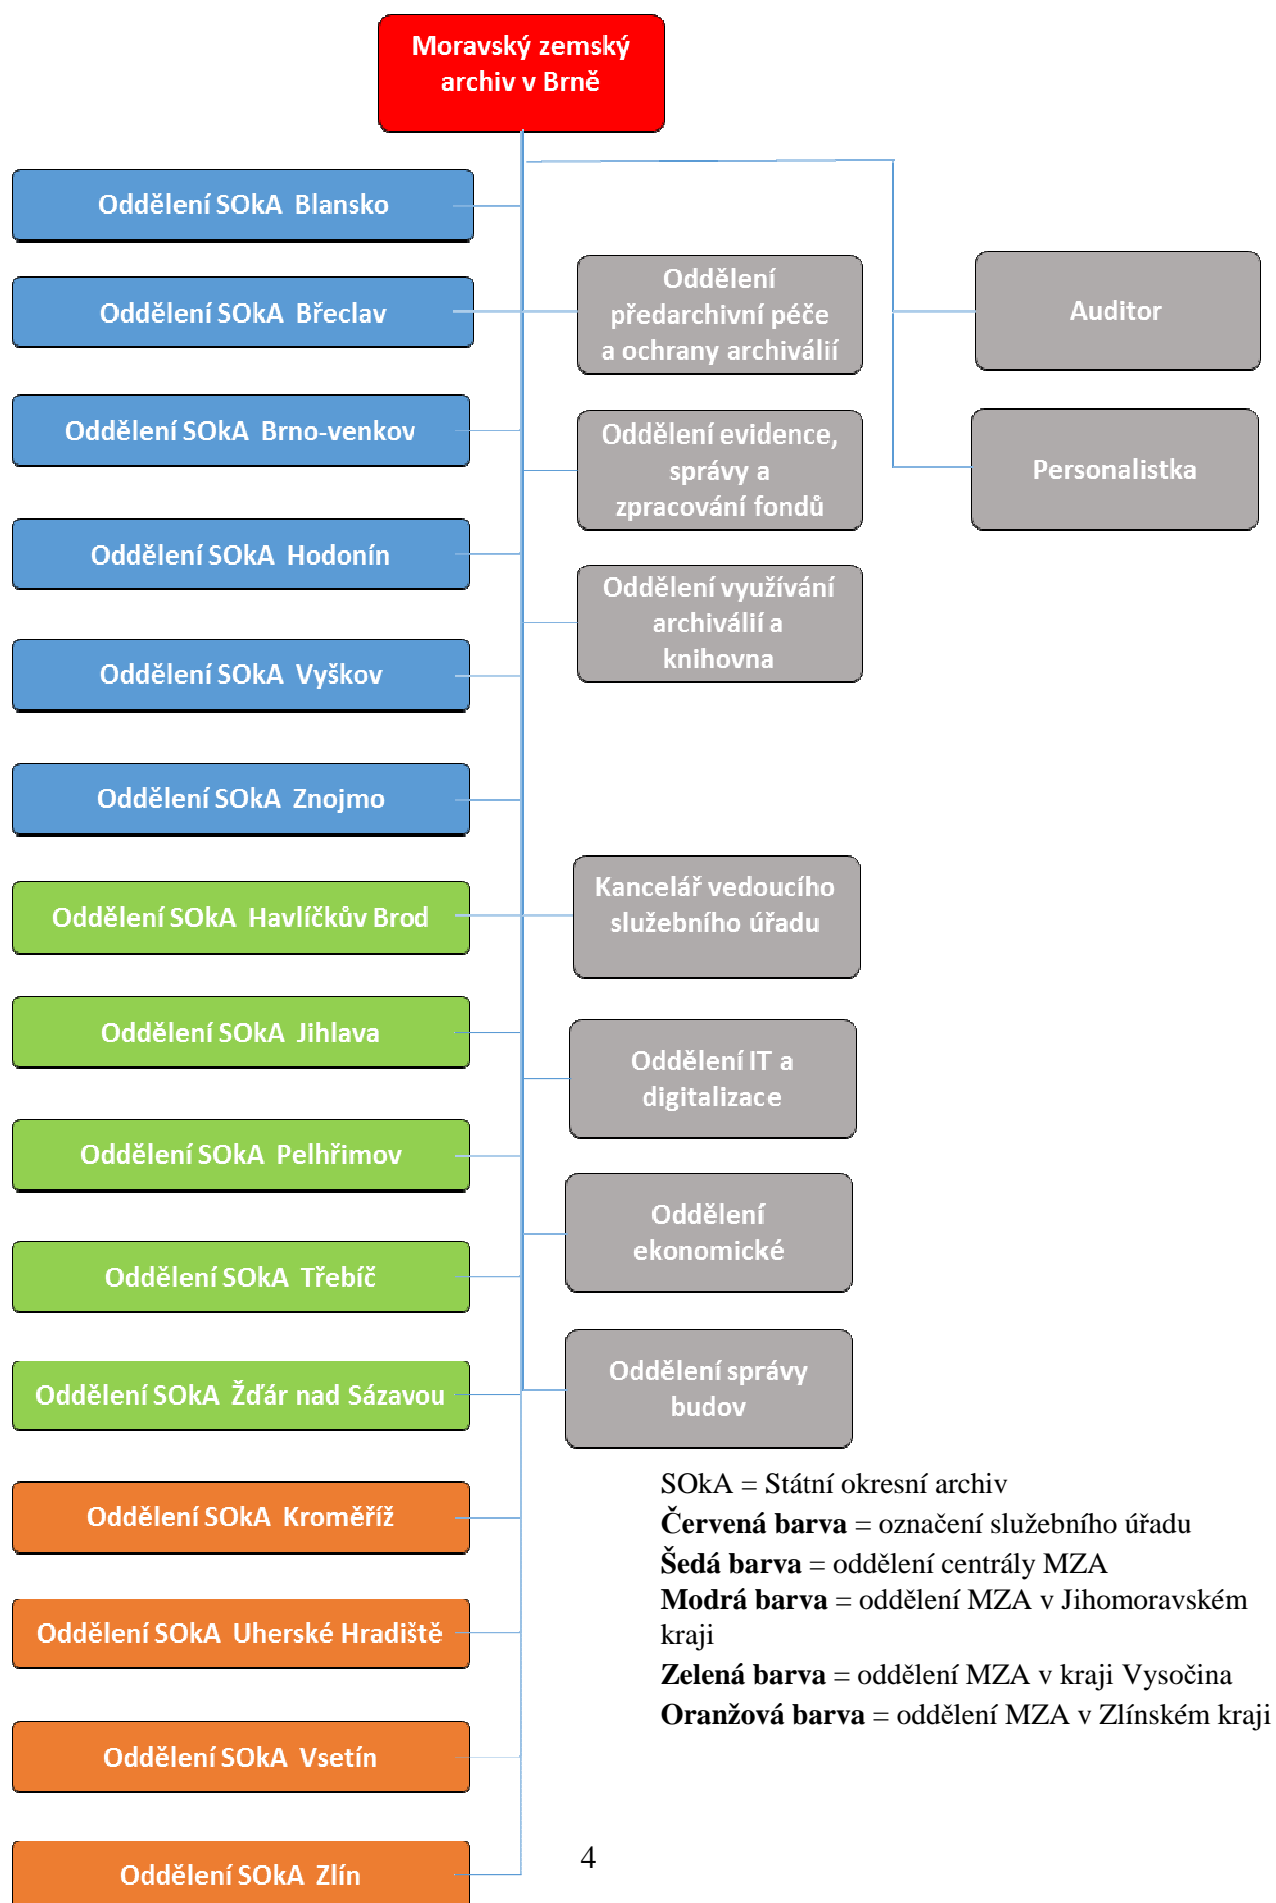 Moravský zemský
archiv v Brně
Oddělení SOkA Blansko
Oddělení SOkA Břeclav
Oddělení SOkA Brno-venkov
Oddělení SOkA Hodonín
Oddělení SOkA Vyškov
Oddělení SOkA Znojmo
Oddělení SOkA Havlíčkův Brod
Oddělení SOkA Jihlava
Oddělení SOkA Pelhřimov
Oddělení SOkA Třebíč
Oddělení SOkA Žďár nad Sázavou
Oddělení SOkA Kroměříž
Oddělení SOkA Uherské Hradiště
Oddělení SOkA Vsetín
Oddělení SOkA Zlín
Oddělení
předarchivní péče
a ochrany archiválií
Oddělení evidence,
správy a
zpracování fondů
Oddělení využívání
archiválií a
knihovna
Kancelář vedoucího
služebního úřadu
Oddělení IT a
digitalizace
Oddělení
ekonomické
Oddělení správy
budov
Auditor
Personalistka
SOkA = Státní okresní archiv
Červená barva = označení služebního úřadu
Šedá barva = oddělení centrály MZA
Modrá barva = oddělení MZA v Jihomoravském
kraji
Zelená barva = oddělení MZA v kraji Vysočina
Oranžová barva = oddělení MZA v Zlínském kraji
4